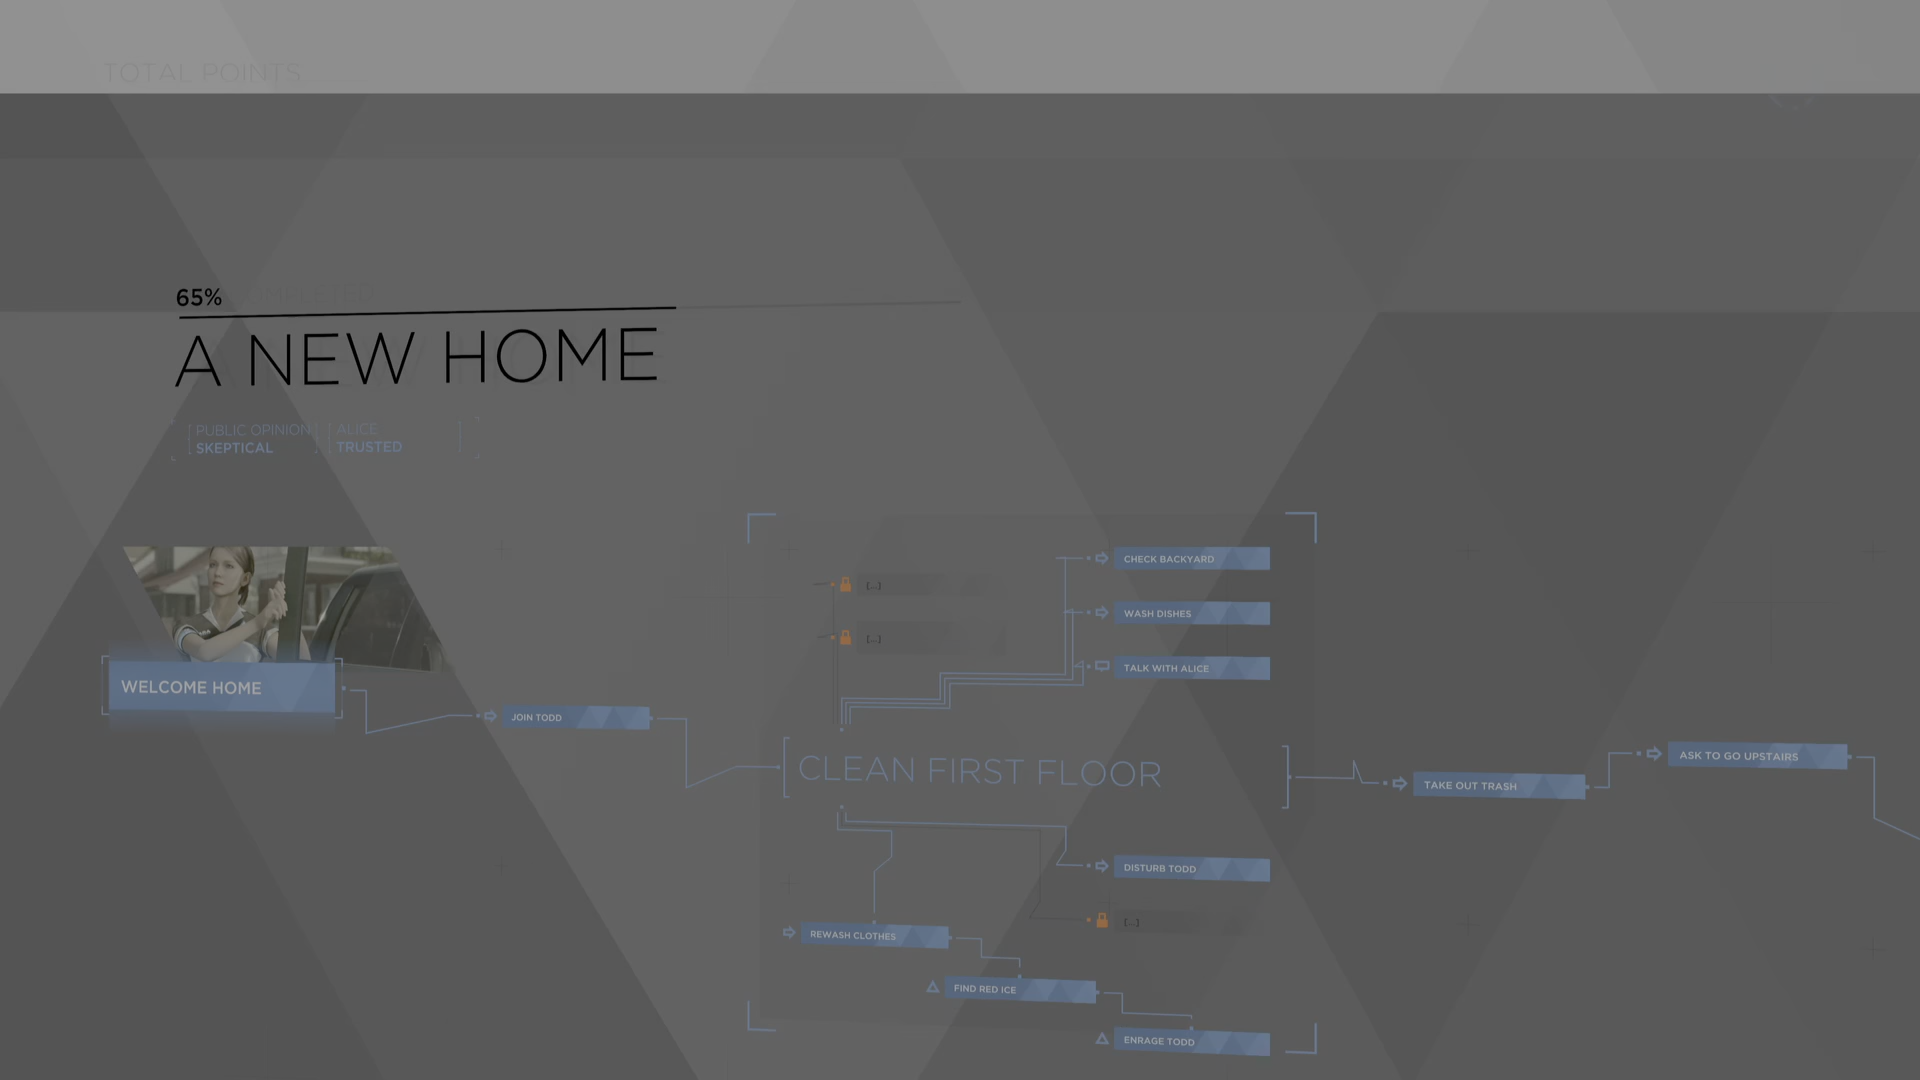 TOTAL POINTS
65% COMPLETED
A NEW HOME
PUBLIC OPINION
SKEPTICAL
ALICE
TRUSTED
WELCOME HOME
JOIN TODD
[...]
[...]
CHECK BACKYARD
WASH DISHES
TALK WITH ALICE
CLEAN FIRST FLOOR
TAKE OUT TRASH
ASK TO GO UPSTAIRS
DISTURB TODD
[...]
REWASH CLOTHES
FIND RED ICE
ENRAGE TODD